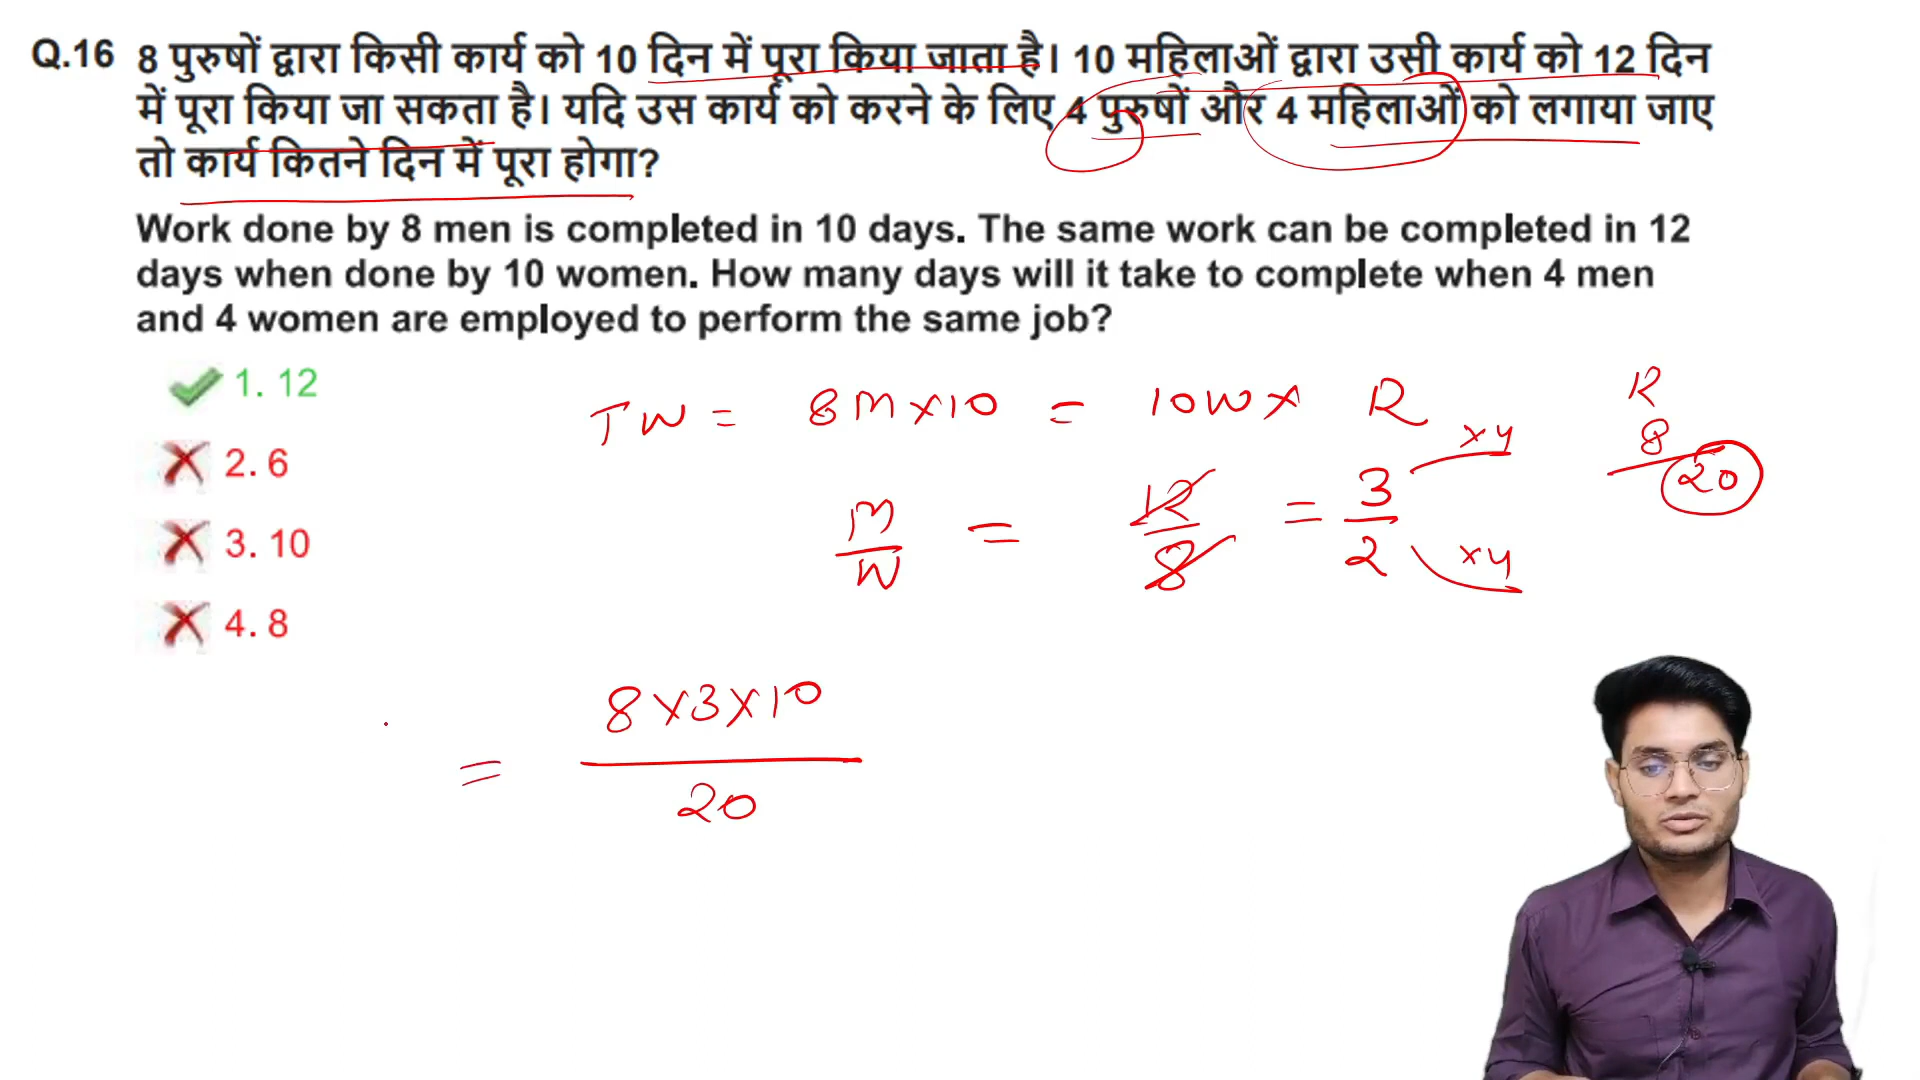 Q.16 8 पुरुषों द्वारा किसी कार्य को 10 दिन में पूरा किया जाता है। 10 महिलाओं द्वारा उसी कार्य को 12 दिन
में पूरा किया जा सकता है। यदि उस कार्य को करने के लिए 4 पुरुषों और 4 महिलाओं को लगाया जाए
तो कार्य कितने दिन में पूरा होगा?
Work done by 8 men is completed in 10 days. The same work can be completed in 12
days when done by 10 women. How many days will it take to complete when 4 men
and 4 women are employed to perform the same job?
1. 12
2. 6
3. 10
4. 8
TW = 8M×10 = 10W× 12
M/W = 12/8 = 3/2
×4
×4
12
8
20
= 8×3×10
20